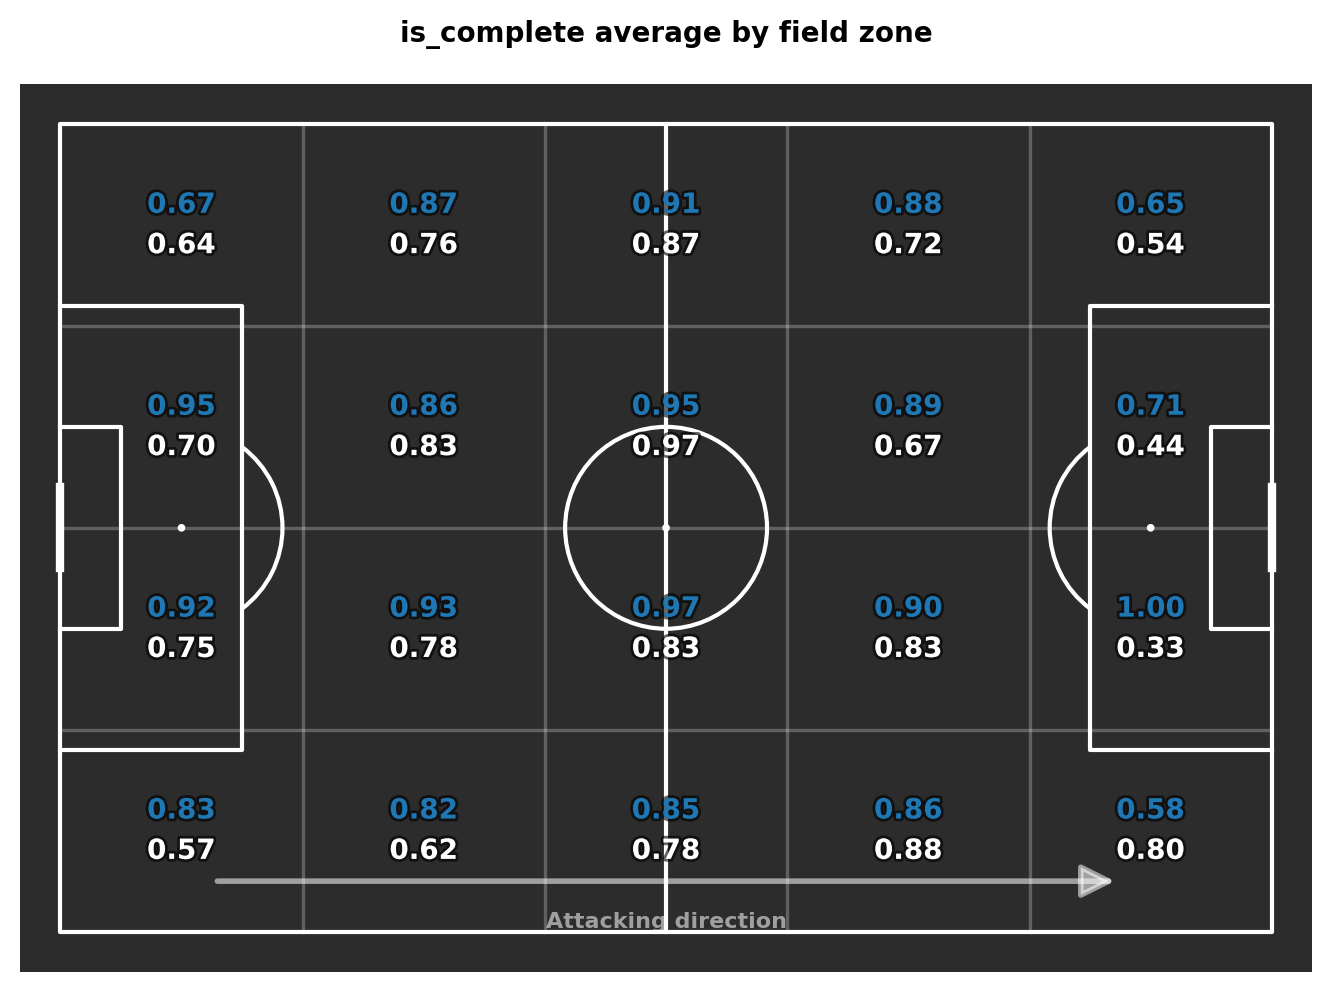 is_complete average by field zone
0.67 0.87 0.91 0.88 0.65
0.64 0.76 0.87 0.72 0.54
0.95 0.86 0.95 0.89 0.71
0.70 0.83 0.97 0.67 0.44
0.92 0.93 0.97 0.90 1.00
0.75 0.78 0.83 0.83 0.33
0.83 0.82 0.85 0.86 0.58
0.57 0.62 0.78 0.88 0.80
Attacking direction